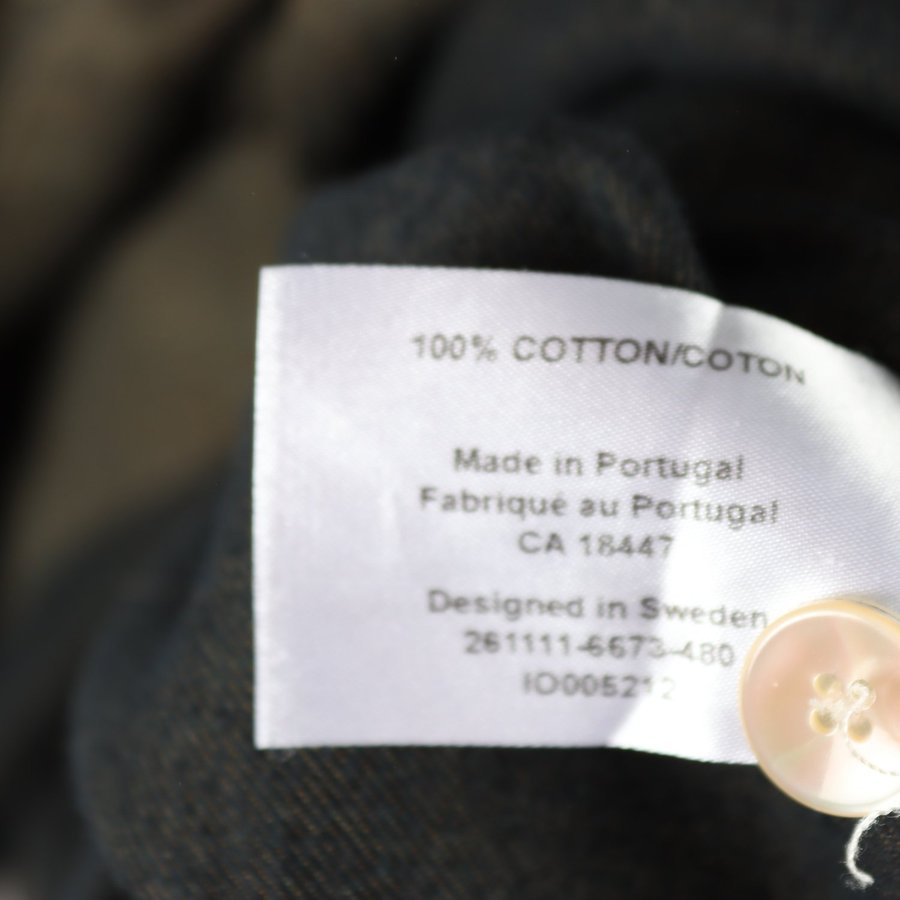 100% COTTON/COTON
Made in Portugal
Fabriqué au Portugal
CA 18447
Designed in Sweden
261111-6673-480
IO005212